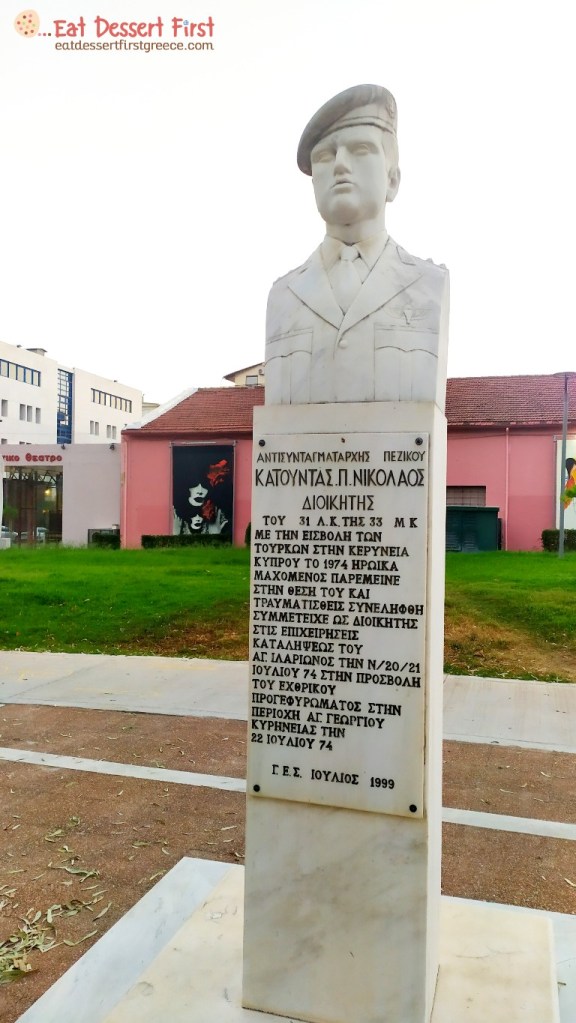 ...Eat Dessert First
eatdessertfirstgreece.com
τικο θεατρο
ΑΝΤΙΣΥΝΤΑΓΜΑΤΑΡΧΗΣ ΠΕΖΙΚΟΥ
ΚΑΤΟΥΝΤΑΣ.Π.ΝΙΚΟΛΑΟΣ
ΔΙΟΙΚΗΤΗΣ
ΤΟΥ 31 Λ.Κ.ΤΗΣ 33 ΜΚ
ΜΕ ΤΗΝ ΕΙΣΒΟΛΗ ΤΩΝ
ΤΟΥΡΚΩΝ ΣΤΗΝ ΚΕΡΥΝΕΙΑ
ΚΥΠΡΟΥ ΤΟ 1974 ΗΡΩΙΚΑ
ΜΑΧΟΜΕΝΟΣ ΠΑΡΕΜΕΙΝΕ
ΣΤΗΝ ΘΕΣΗ ΤΟΥ ΚΑΙ
ΤΡΑΥΜΑΤΙΣΘΕΙΣ ΣΥΝΕΛΗΦΘΗ
ΣΥΜΜΕΤΕΙΧΕ ΩΣ ΔΙΟΙΚΗΤΗΣ
ΣΤΙΣ ΕΠΙΧΕΙΡΗΣΕΙΣ
ΚΑΤΑΛΗΨΕΩΣ ΤΟΥ
ΑΓ. ΙΛΑΡΙΩΝΟΣ ΤΗΝ Ν/20/21
ΙΟΥΛΙΟΥ 74 ΣΤΗΝ ΠΡΟΣΒΟΛΗ
ΤΟΥ ΕΧΘΡΙΚΟΥ
ΠΡΟΓΕΦΥΡΩΜΑΤΟΣ ΣΤΗΝ
ΠΕΡΙΟΧΗ ΑΓ. ΓΕΩΡΓΙΟΥ
ΚΥΡΗΝΕΙΑΣ ΤΗΝ
22 ΙΟΥΛΙΟΥ 74
Γ.Ε.Σ. ΙΟΥΛΙΟΣ 1999